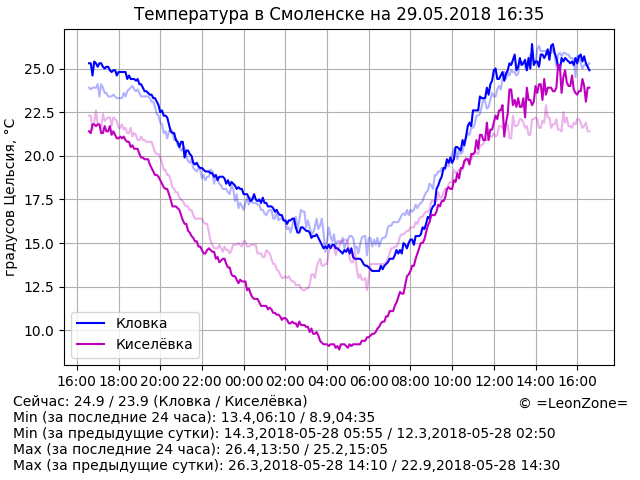 Температура в Смоленске на 29.05.2018 16:35
градусов Цельсия, °C
25.0
22.5
20.0
17.5
15.0
12.5
10.0
Кловка
Киселёвка
16:00 18:00 20:00 22:00 00:00 02:00 04:00 06:00 08:00 10:00 12:00 14:00 16:00
Сейчас: 24.9 / 23.9 (Кловка / Киселёвка)
© =LeonZone=
Min (за последние 24 часа): 13.4,06:10 / 8.9,04:35
Min (за предыдущие сутки): 14.3,2018-05-28 05:55 / 12.3,2018-05-28 02:50
Max (за последние 24 часа): 26.4,13:50 / 25.2,15:05
Max (за предыдущие сутки): 26.3,2018-05-28 14:10 / 22.9,2018-05-28 14:30